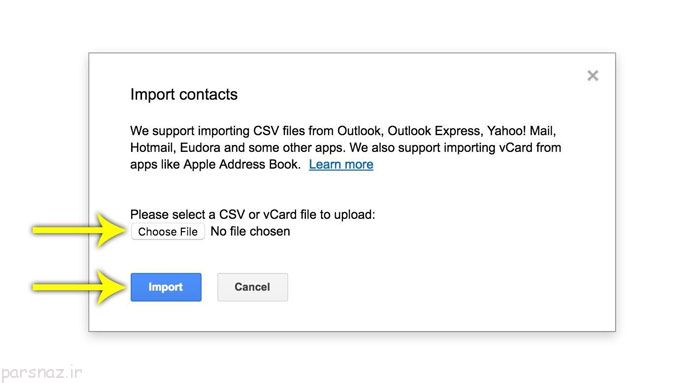 Import contacts
We support importing CSV files from Outlook, Outlook Express, Yahoo! Mail,
Hotmail, Eudora and some other apps. We also support importing vCard from
apps like Apple Address Book. Learn more
Please select a CSV or vCard file to upload:
Choose File No file chosen
Import Cancel
parsnaz.ir